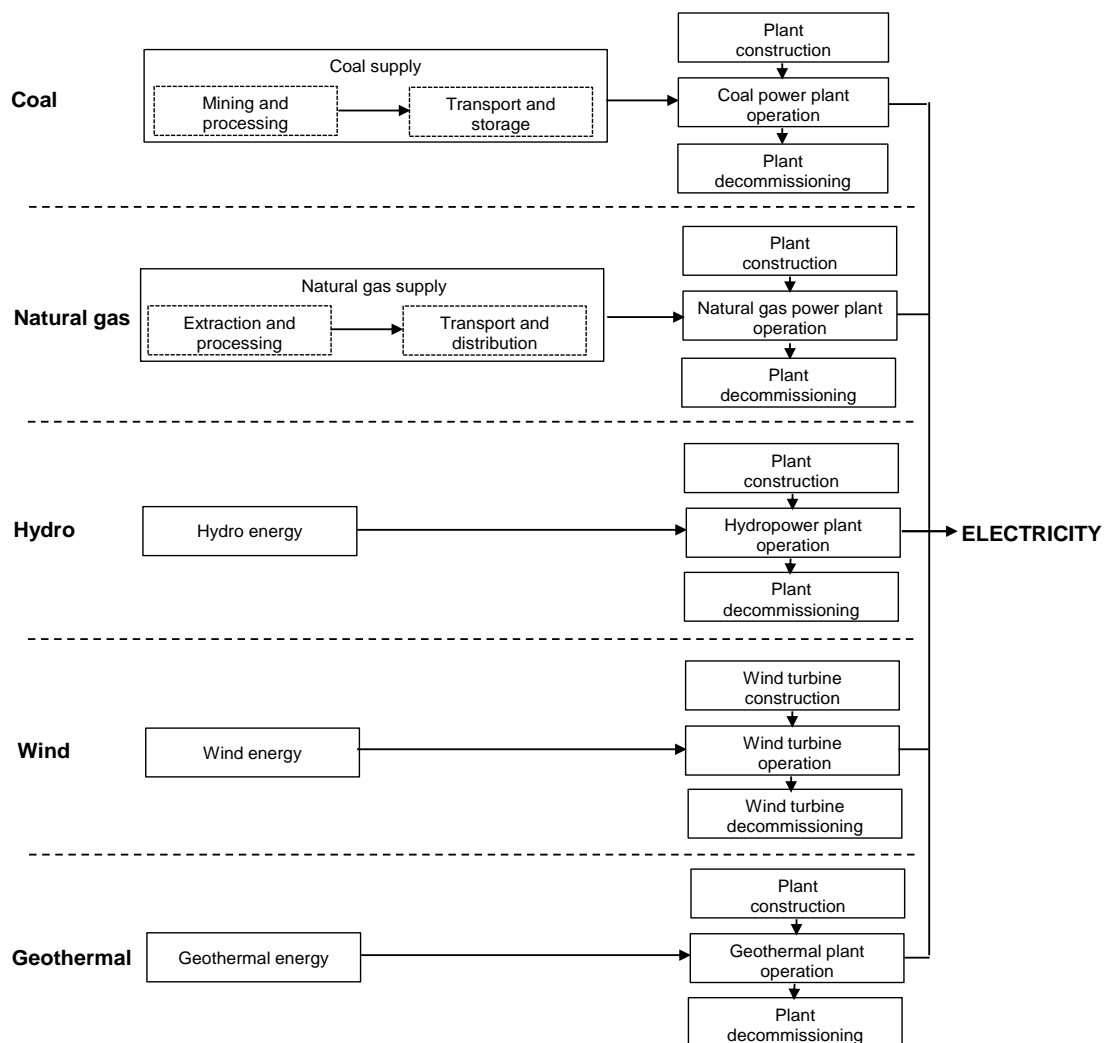 Plant
construction
Coal supply
Coal
Mining and
processing
Transport and
storage
Coal power plant
operation
Plant
decommissioning
Plant
construction
Natural gas supply
Natural gas
Extraction and
processing
Transport and
distribution
Natural gas power plant
operation
Plant
decommissioning
Plant
construction
Hydro
Hydro energy
Hydropower plant
operation
ELECTRICITY
Plant
decommissioning
Wind turbine
construction
Wind
Wind energy
Wind turbine
operation
Wind turbine
decommissioning
Plant
construction
Geothermal
Geothermal energy
Geothermal plant
operation
Plant
decommissioning